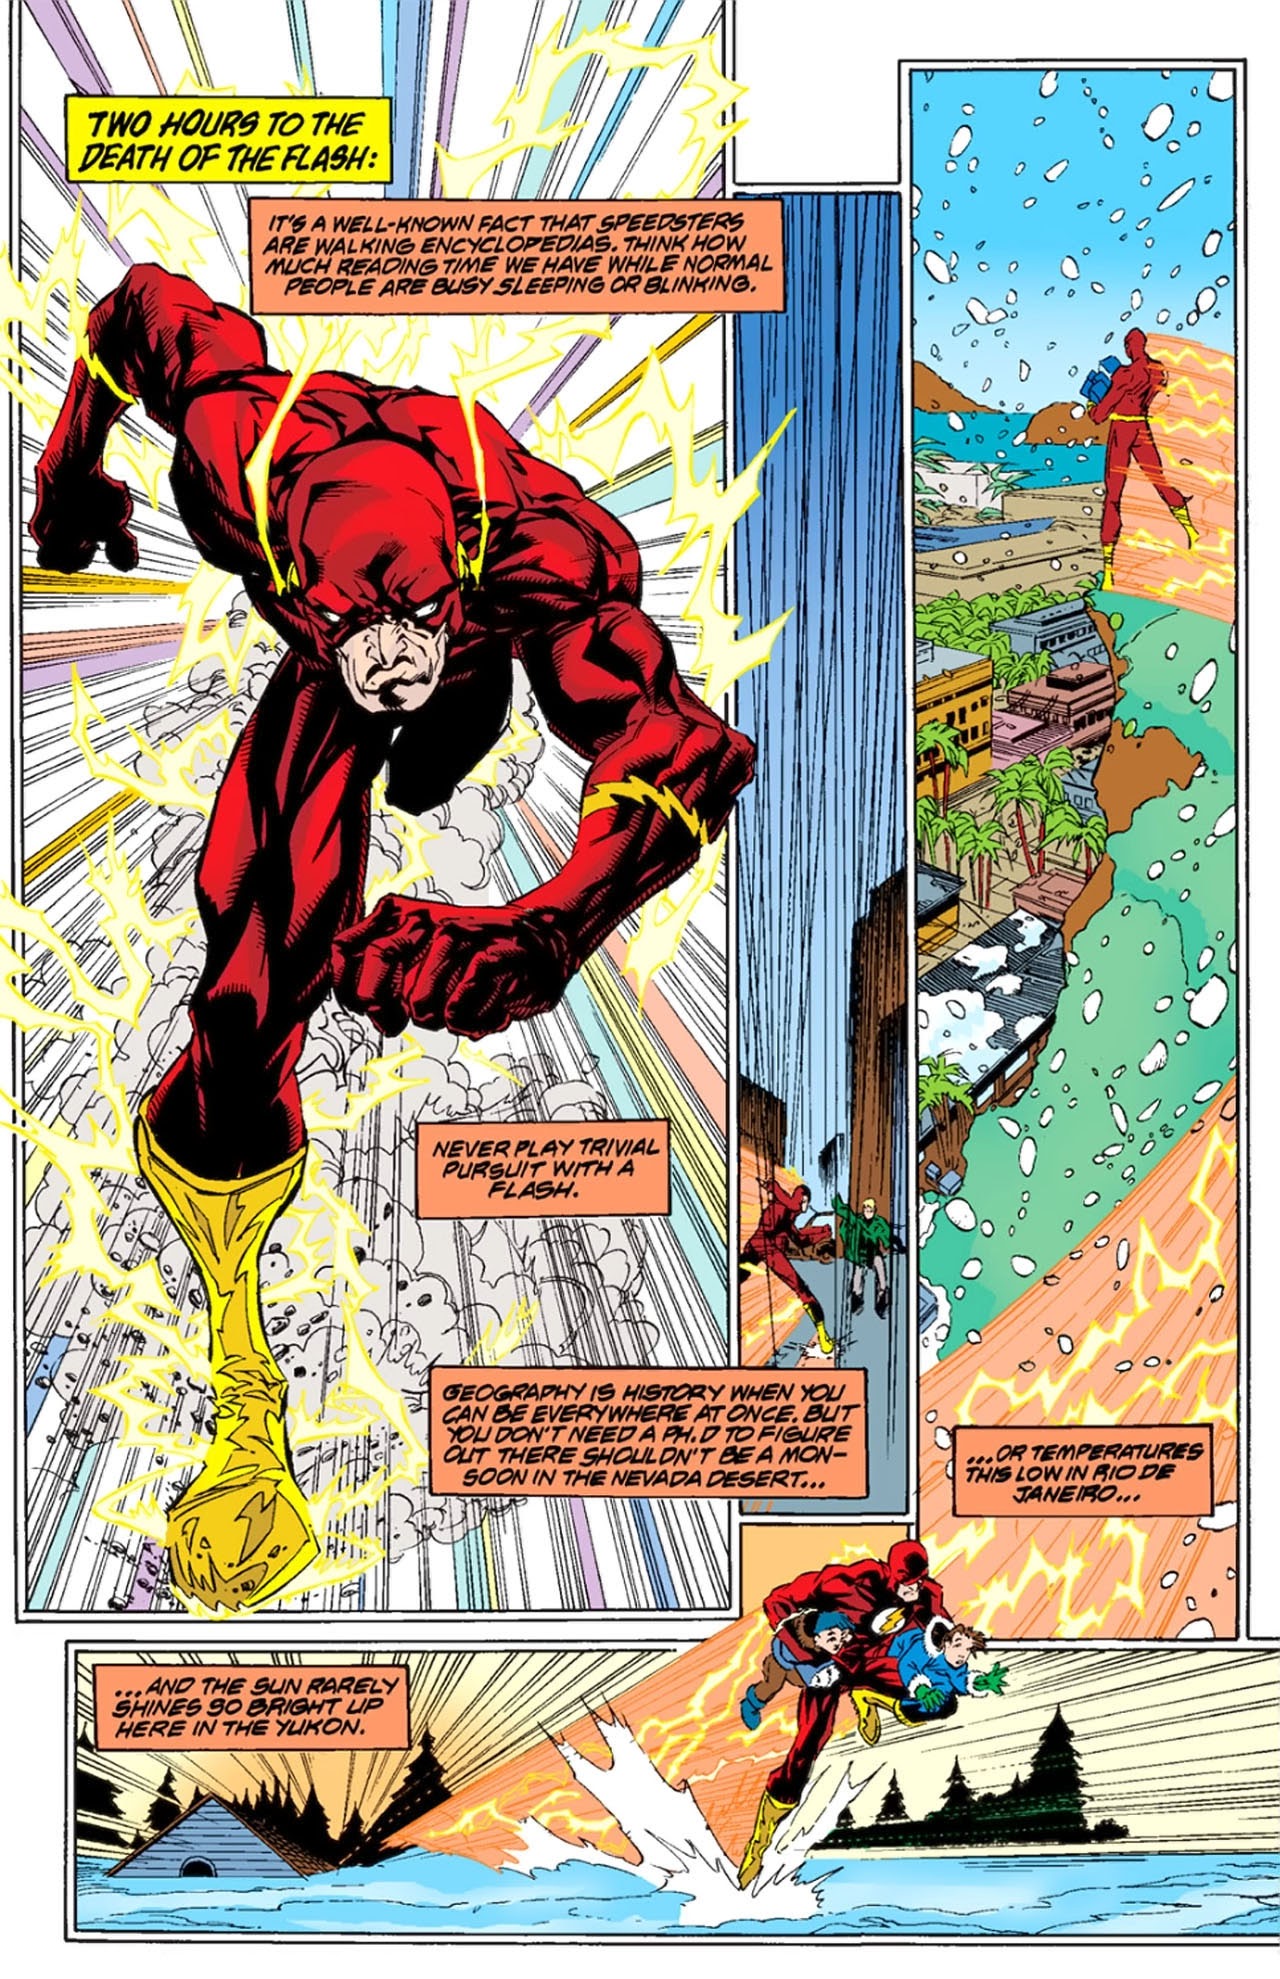 TWO HOURS TO THE
DEATH OF THE FLASH:
IT'S A WELL-KNOWN FACT THAT SPEEDSTERS
ARE WALKING ENCYCLOPEDIAS. THINK HOW
MUCH READING TIME WE HAVE WHILE NORMAL
PEOPLE ARE BUSY SLEEPING OR BLINKING.
NEVER PLAY TRIVIAL
PURSUIT WITH A
FLASH.
GEOGRAPHY IS HISTORY WHEN YOU
CAN BE EVERYWHERE AT ONCE. BUT
YOU DON'T NEED A PH.D TO FIGURE
OUT THERE SHOULDN'T BE A MON-
SOON IN THE NEVADA DESERT...
...OR TEMPERATURES
THIS LOW IN RIO DE
JANEIRO...
...AND THE SUN RARELY
SHINES SO BRIGHT UP
HERE IN THE YUKON.